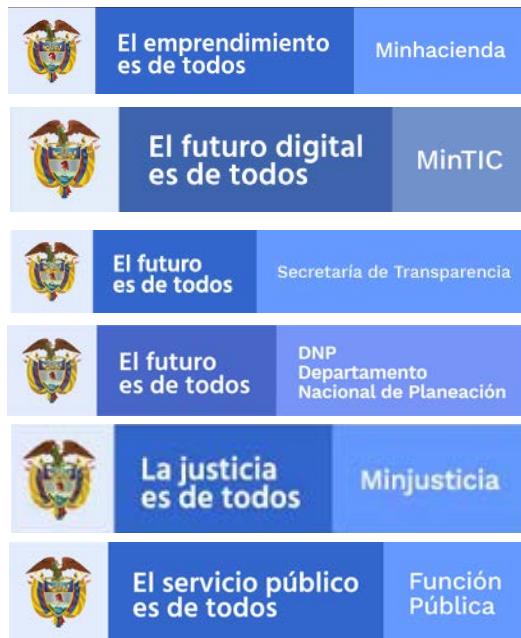 El emprendimiento
es de todos
Minhacienda
El futuro digital
es de todos
MinTIC
El futuro
es de todos
Secretaría de Transparencia
El futuro
es de todos
DNP
Departamento
Nacional de Planeación
La justicia
es de todos
Minjusticia
El servicio público
es de todos
Función
Pública